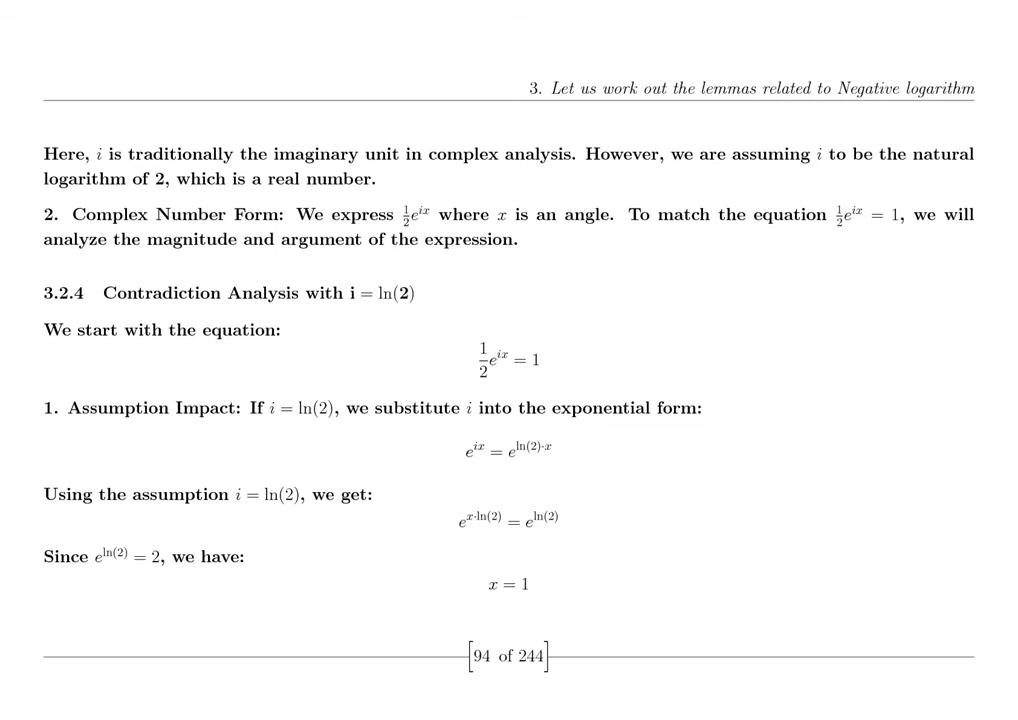 3. Let us work out the lemmas related to Negative logarithm
Here, i is traditionally the imaginary unit in complex analysis. However, we are assuming i to be the natural
logarithm of 2, which is a real number.
2. Complex Number Form: We express \frac{1}{2}e^{ix} where x is an angle. To match the equation \frac{1}{2}e^{ix} = 1, we will
analyze the magnitude and argument of the expression.
3.2.4 Contradiction Analysis with i = ln(2)
We start with the equation:
\frac{1}{2}e^{ix} = 1
1. Assumption Impact: If i = ln(2), we substitute i into the exponential form:
e^{ix} = e^{ln(2)·x}
Using the assumption i = ln(2), we get:
e^{x·ln(2)} = e^{ln(2)}
Since e^{ln(2)} = 2, we have:
x = 1
[94 of 244]